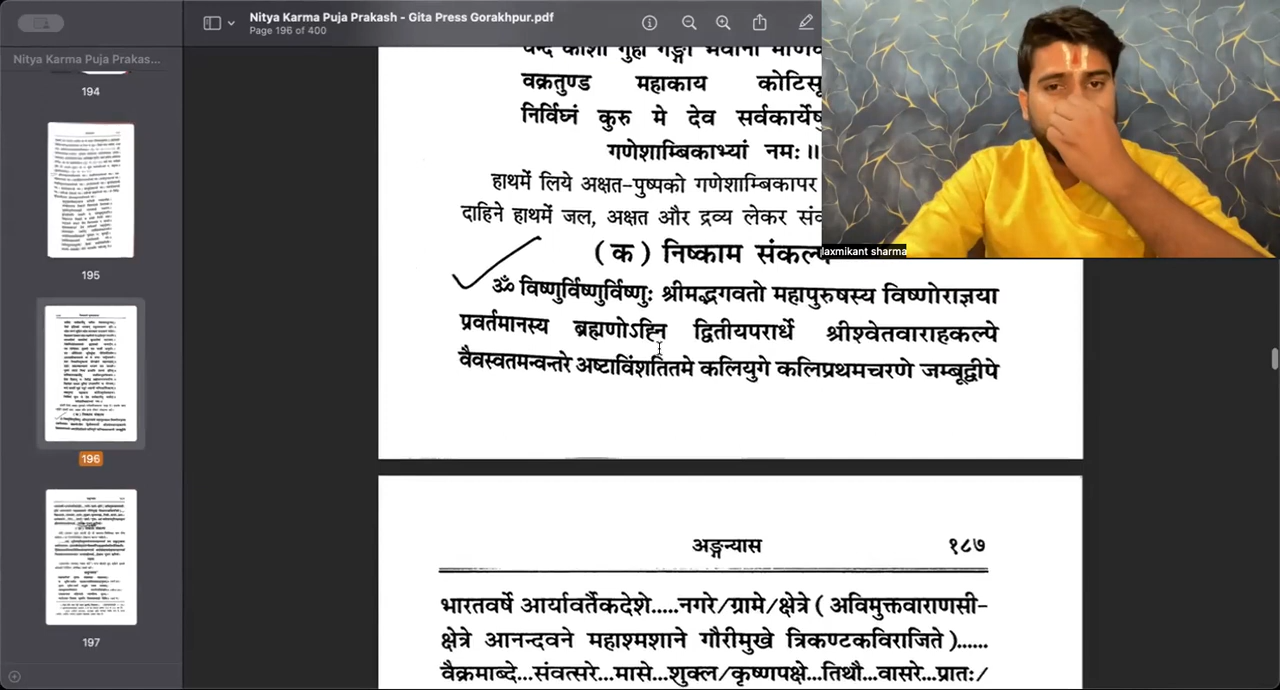 Nitya Karma Puja Prakash - Gita Press Gorakhpur.pdf
Page 196 of 400
Nitya Karma Puja Prakas...
194
195
196
197
वक्रतुण्ड महाकाय
निर्विघ्नं कुरु मे देव
गणेशाम्बिकाभ्यां नमः॥
हाथमें लिये अक्षत-पुष्पको गणेशाम्बिकापर
दाहिने हाथमें जल, अक्षत और द्रव्य लेकर
(क) निष्काम संकल्प
laxmikant sharma
ॐ विष्णुर्विष्णुर्विष्णुः श्रीमद्भगवतो महापुरुषस्य विष्णोराज्ञया
प्रवर्तमानस्य ब्रह्मणोऽह्नि द्वितीयपरार्धे श्रीश्वेतवाराहकल्पे
वैवस्वतमन्वन्तरे अष्टाविंशतितमे कलियुगे कलिप्रथमचरणे जम्बूद्वीपे
अङ्गन्यास १८७
भारतवर्षे आर्यावर्तैकदेशे.....नगरे/ग्रामे/क्षेत्रे (अविमुक्तवाराणसी-
क्षेत्रे आनन्दवने महाश्मशाने गौरीमुखे त्रिकण्टकविराजिते)......
वैक्रमाब्दे...संवत्सरे...मासे...शुक्ल/कृष्णपक्षे...तिथौ...वासरे...प्रातः/